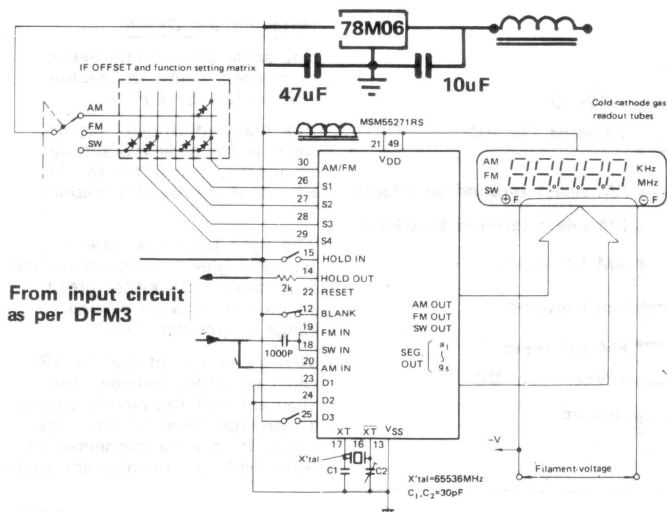 78M06
47uF
10uF
IF OFFSET and function setting matrix
AM
FM
SW
MSM55271RS
21 49
VDD
Cold cathode gas
readout tubes
AM
FM
SW
KHz
MHz
+ F
- F
30 AM/FM
26 S1
27 S2
28 S3
29 S4
15 HOLD IN
14 HOLD OUT
2k
22 RESET
12 BLANK
19 FM IN
18 SW IN
1000P
20 AM IN
23 D1
24 D2
25 D3
AM OUT
FM OUT
SW OUT
SEG. OUT a1 g5
From input circuit
as per DFM3
XT XT VSS
17 16 13
X'tal
C1
C2
X'tal=65536MHz
C1,C2=30pF
~V
Filament voltage